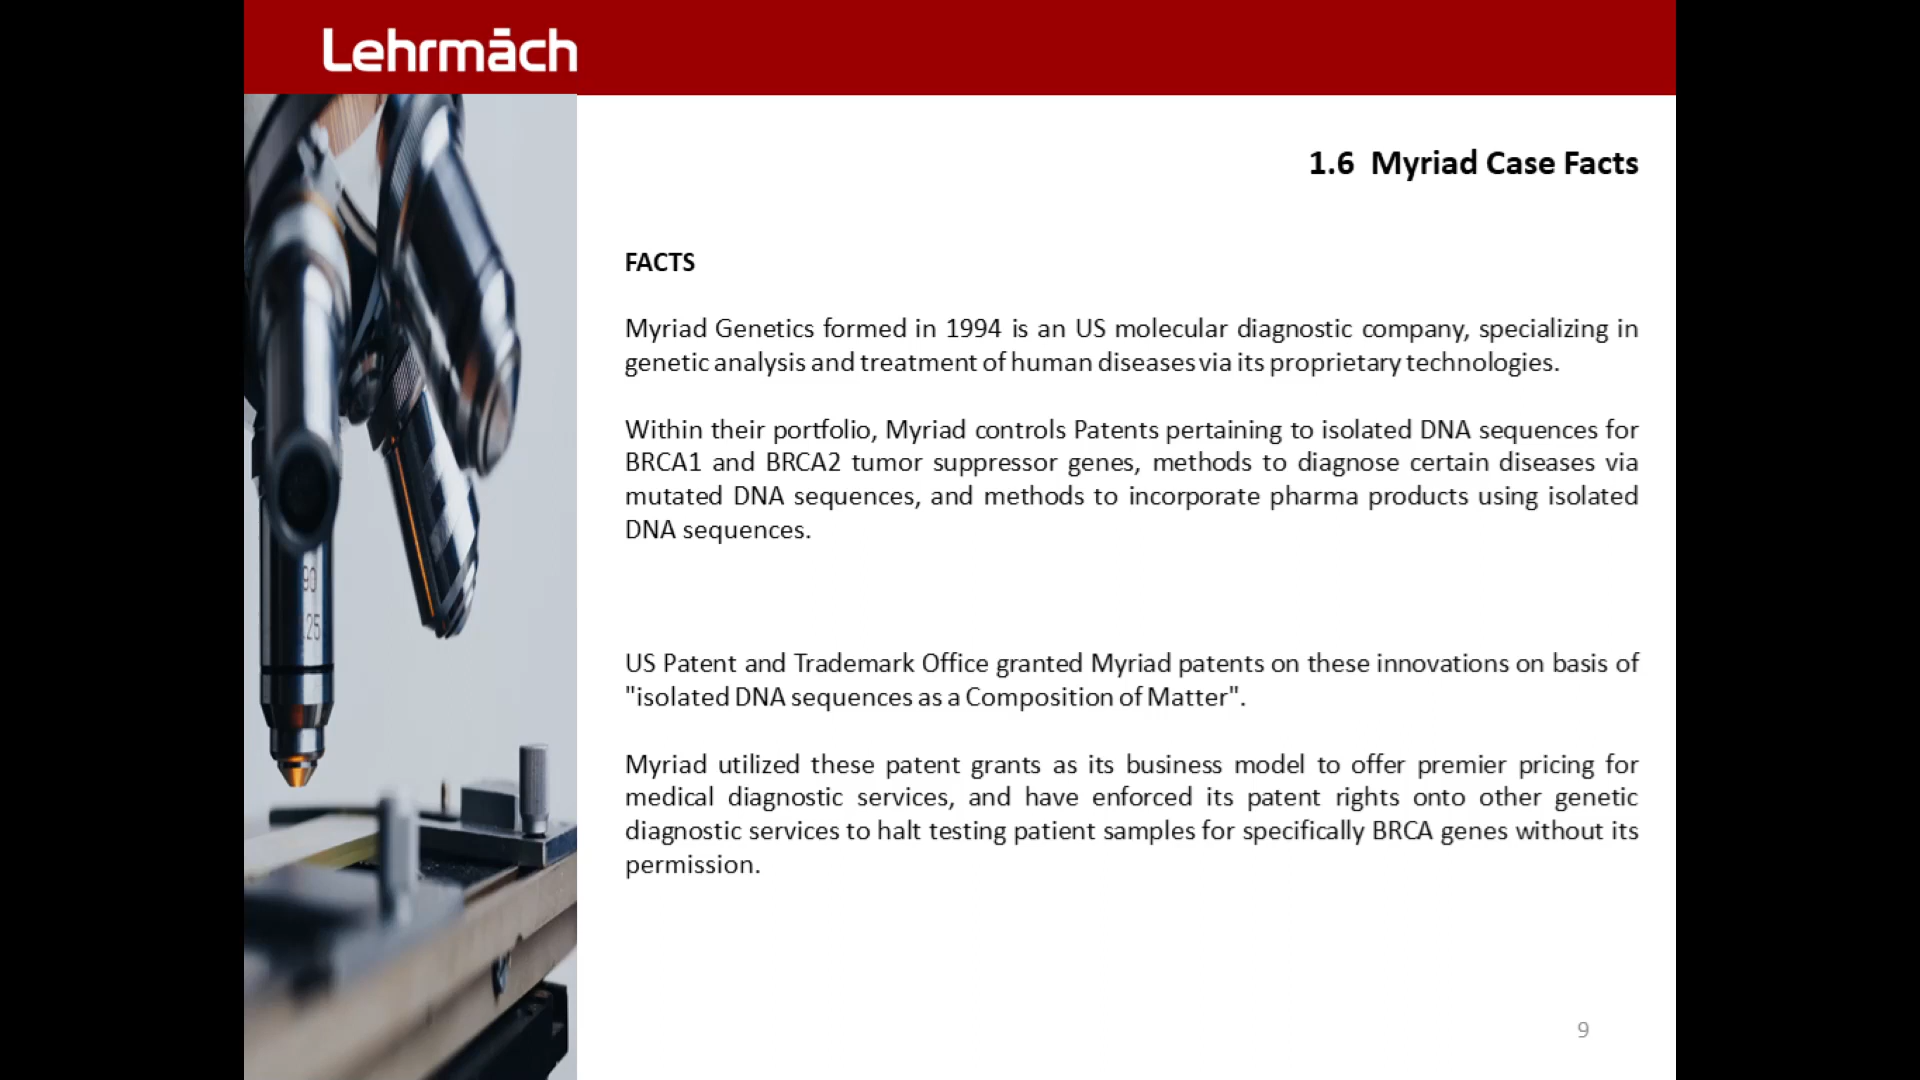 Lehrmāch
1.6 Myriad Case Facts
FACTS
Myriad Genetics formed in 1994 is an US molecular diagnostic company, specializing in
genetic analysis and treatment of human diseases via its proprietary technologies.
Within their portfolio, Myriad controls Patents pertaining to isolated DNA sequences for
BRCA1 and BRCA2 tumor suppressor genes, methods to diagnose certain diseases via
mutated DNA sequences, and methods to incorporate pharma products using isolated
DNA sequences.
90
.25
US Patent and Trademark Office granted Myriad patents on these innovations on basis of
"isolated DNA sequences as a Composition of Matter".
Myriad utilized these patent grants as its business model to offer premier pricing for
medical diagnostic services, and have enforced its patent rights onto other genetic
diagnostic services to halt testing patient samples for specifically BRCA genes without its
permission.
9